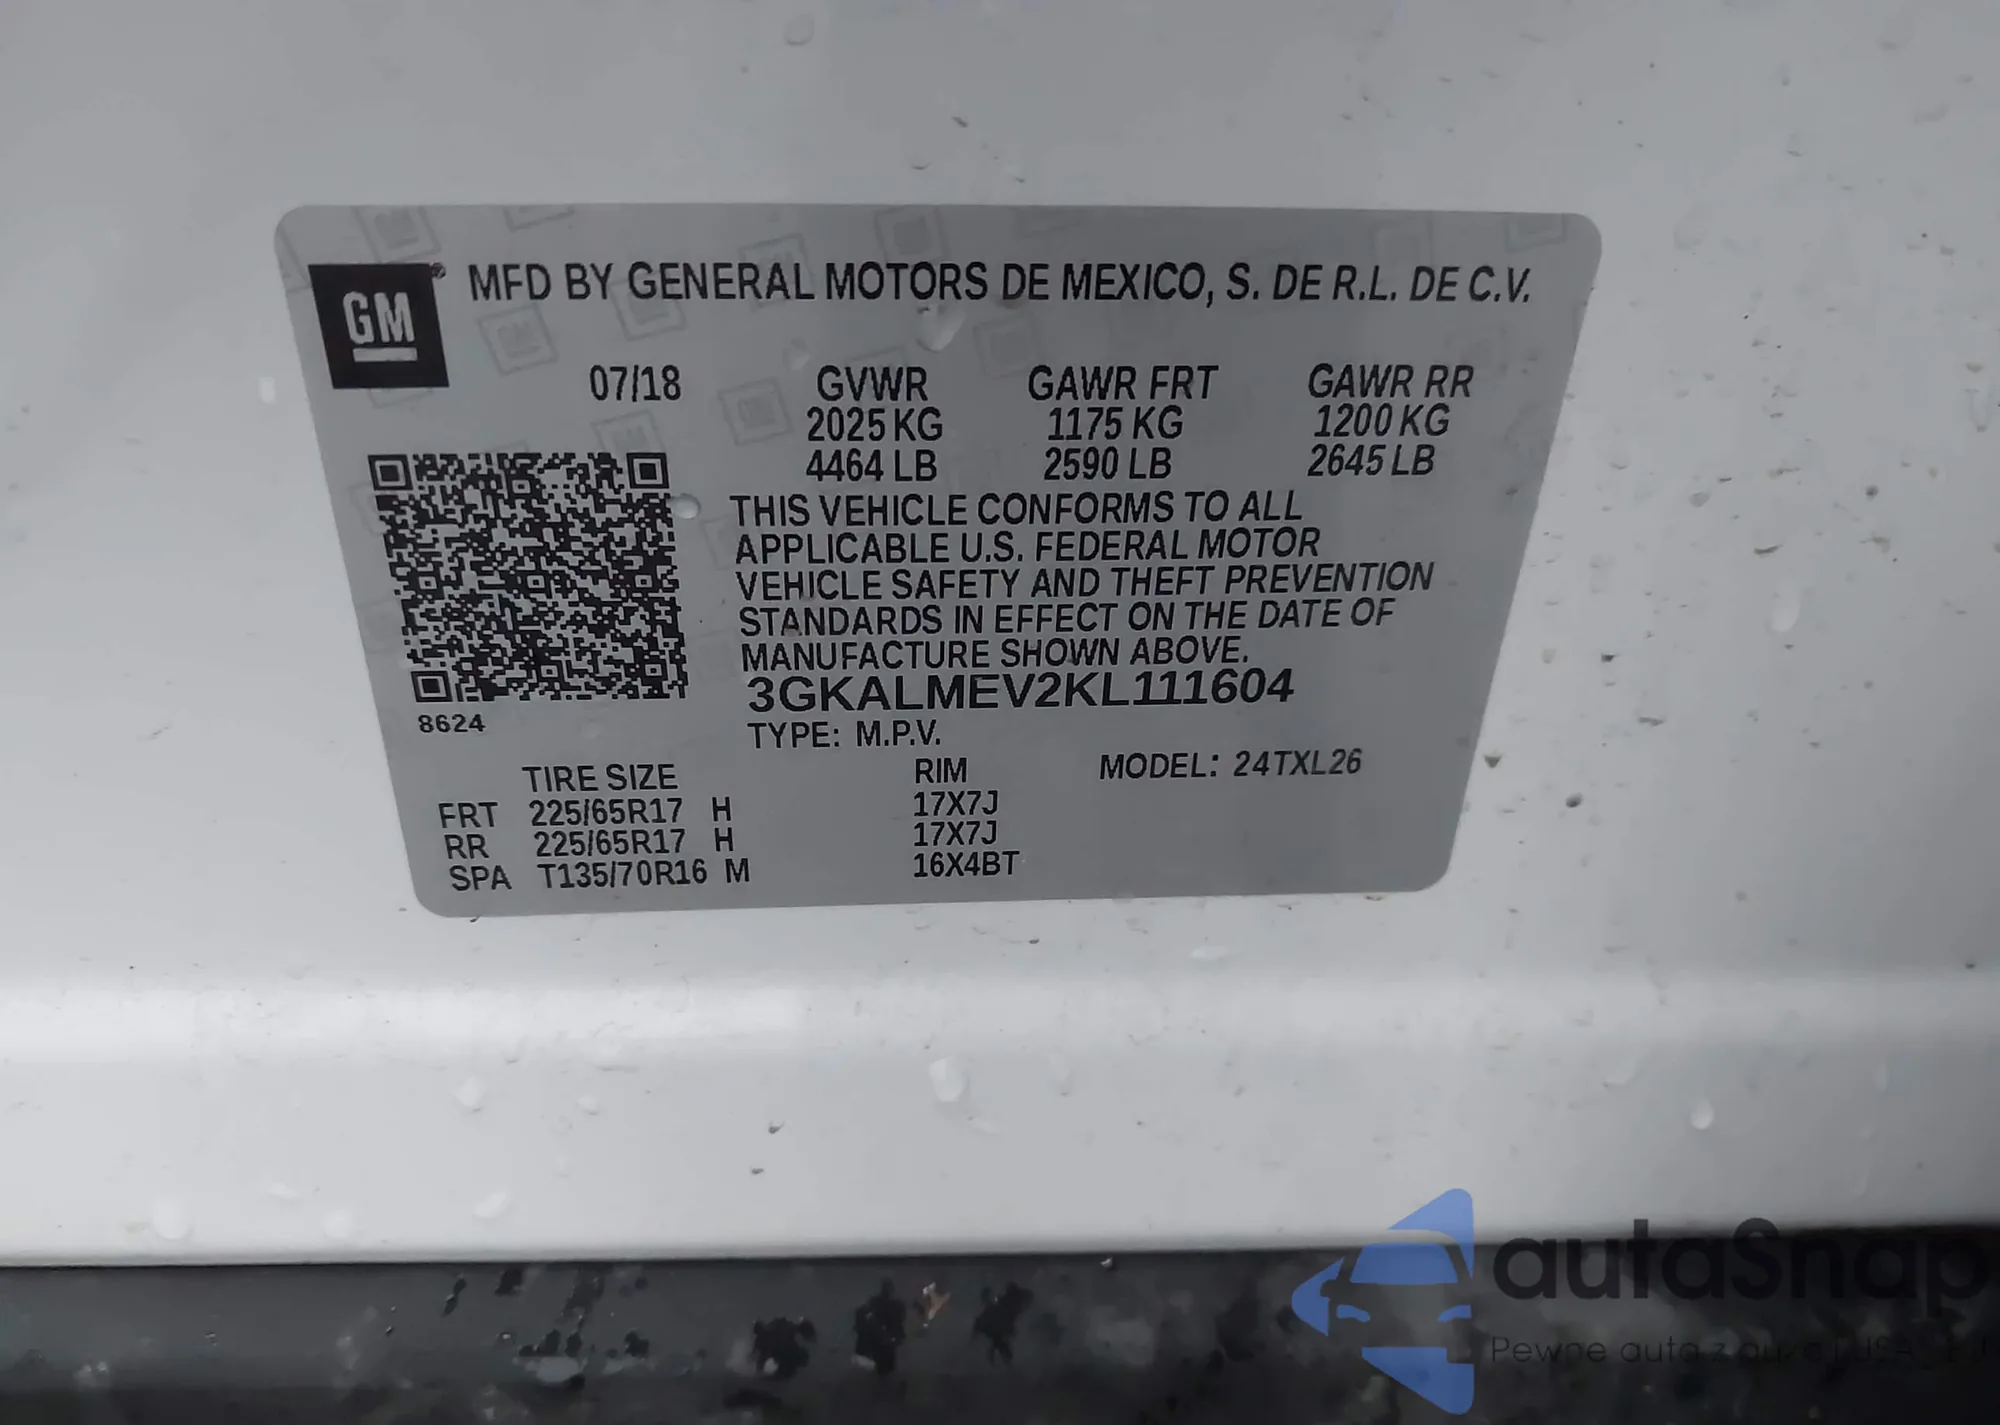 GM® MFD BY GENERAL MOTORS DE MEXICO, S. DE R.L. DE C.V.
07/18 GVWR GAWR FRT GAWR RR
2025 KG 1175 KG 1200 KG
4464 LB 2590 LB 2645 LB
THIS VEHICLE CONFORMS TO ALL
APPLICABLE U.S. FEDERAL MOTOR
VEHICLE SAFETY AND THEFT PREVENTION
STANDARDS IN EFFECT ON THE DATE OF
MANUFACTURE SHOWN ABOVE.
3GKALMEV2KL111604
8624
TYPE: M.P.V.
TIRE SIZE RIM MODEL: 24TXL26
FRT 225/65R17 H 17X7J
RR 225/65R17 H 17X7J
SPA T135/70R16 M 16X4BT
autaSnap
Pewne auta z